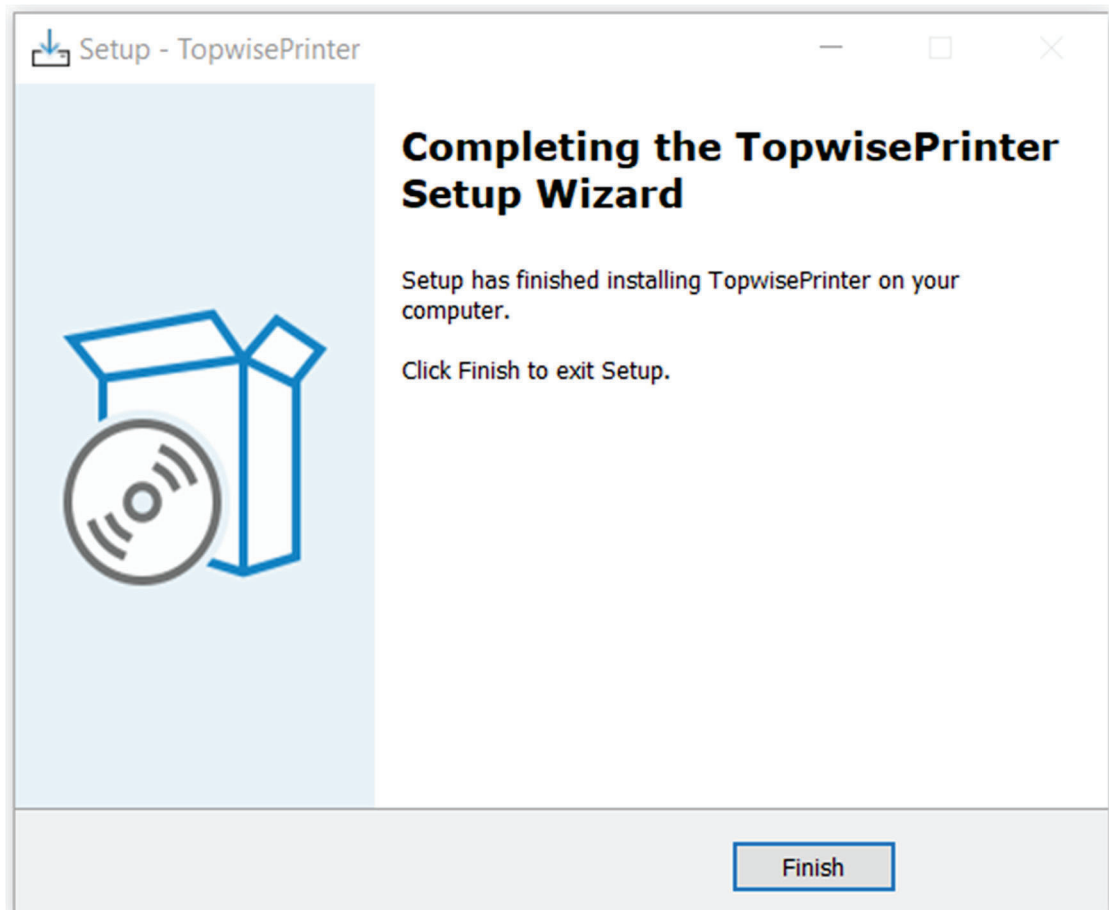 Setup - TopwisePrinter
Completing the TopwisePrinter
Setup Wizard
Setup has finished installing TopwisePrinter on your
computer.
Click Finish to exit Setup.
Finish